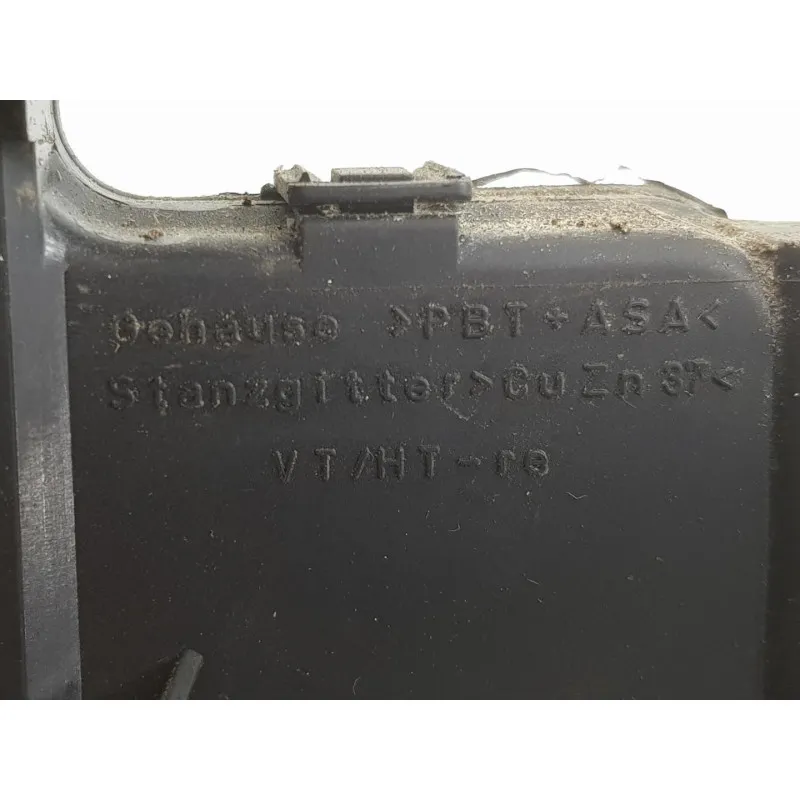 Gehäuse >PBT+ASA<
Stanzgitter>CuZn37<
VT/HT-re